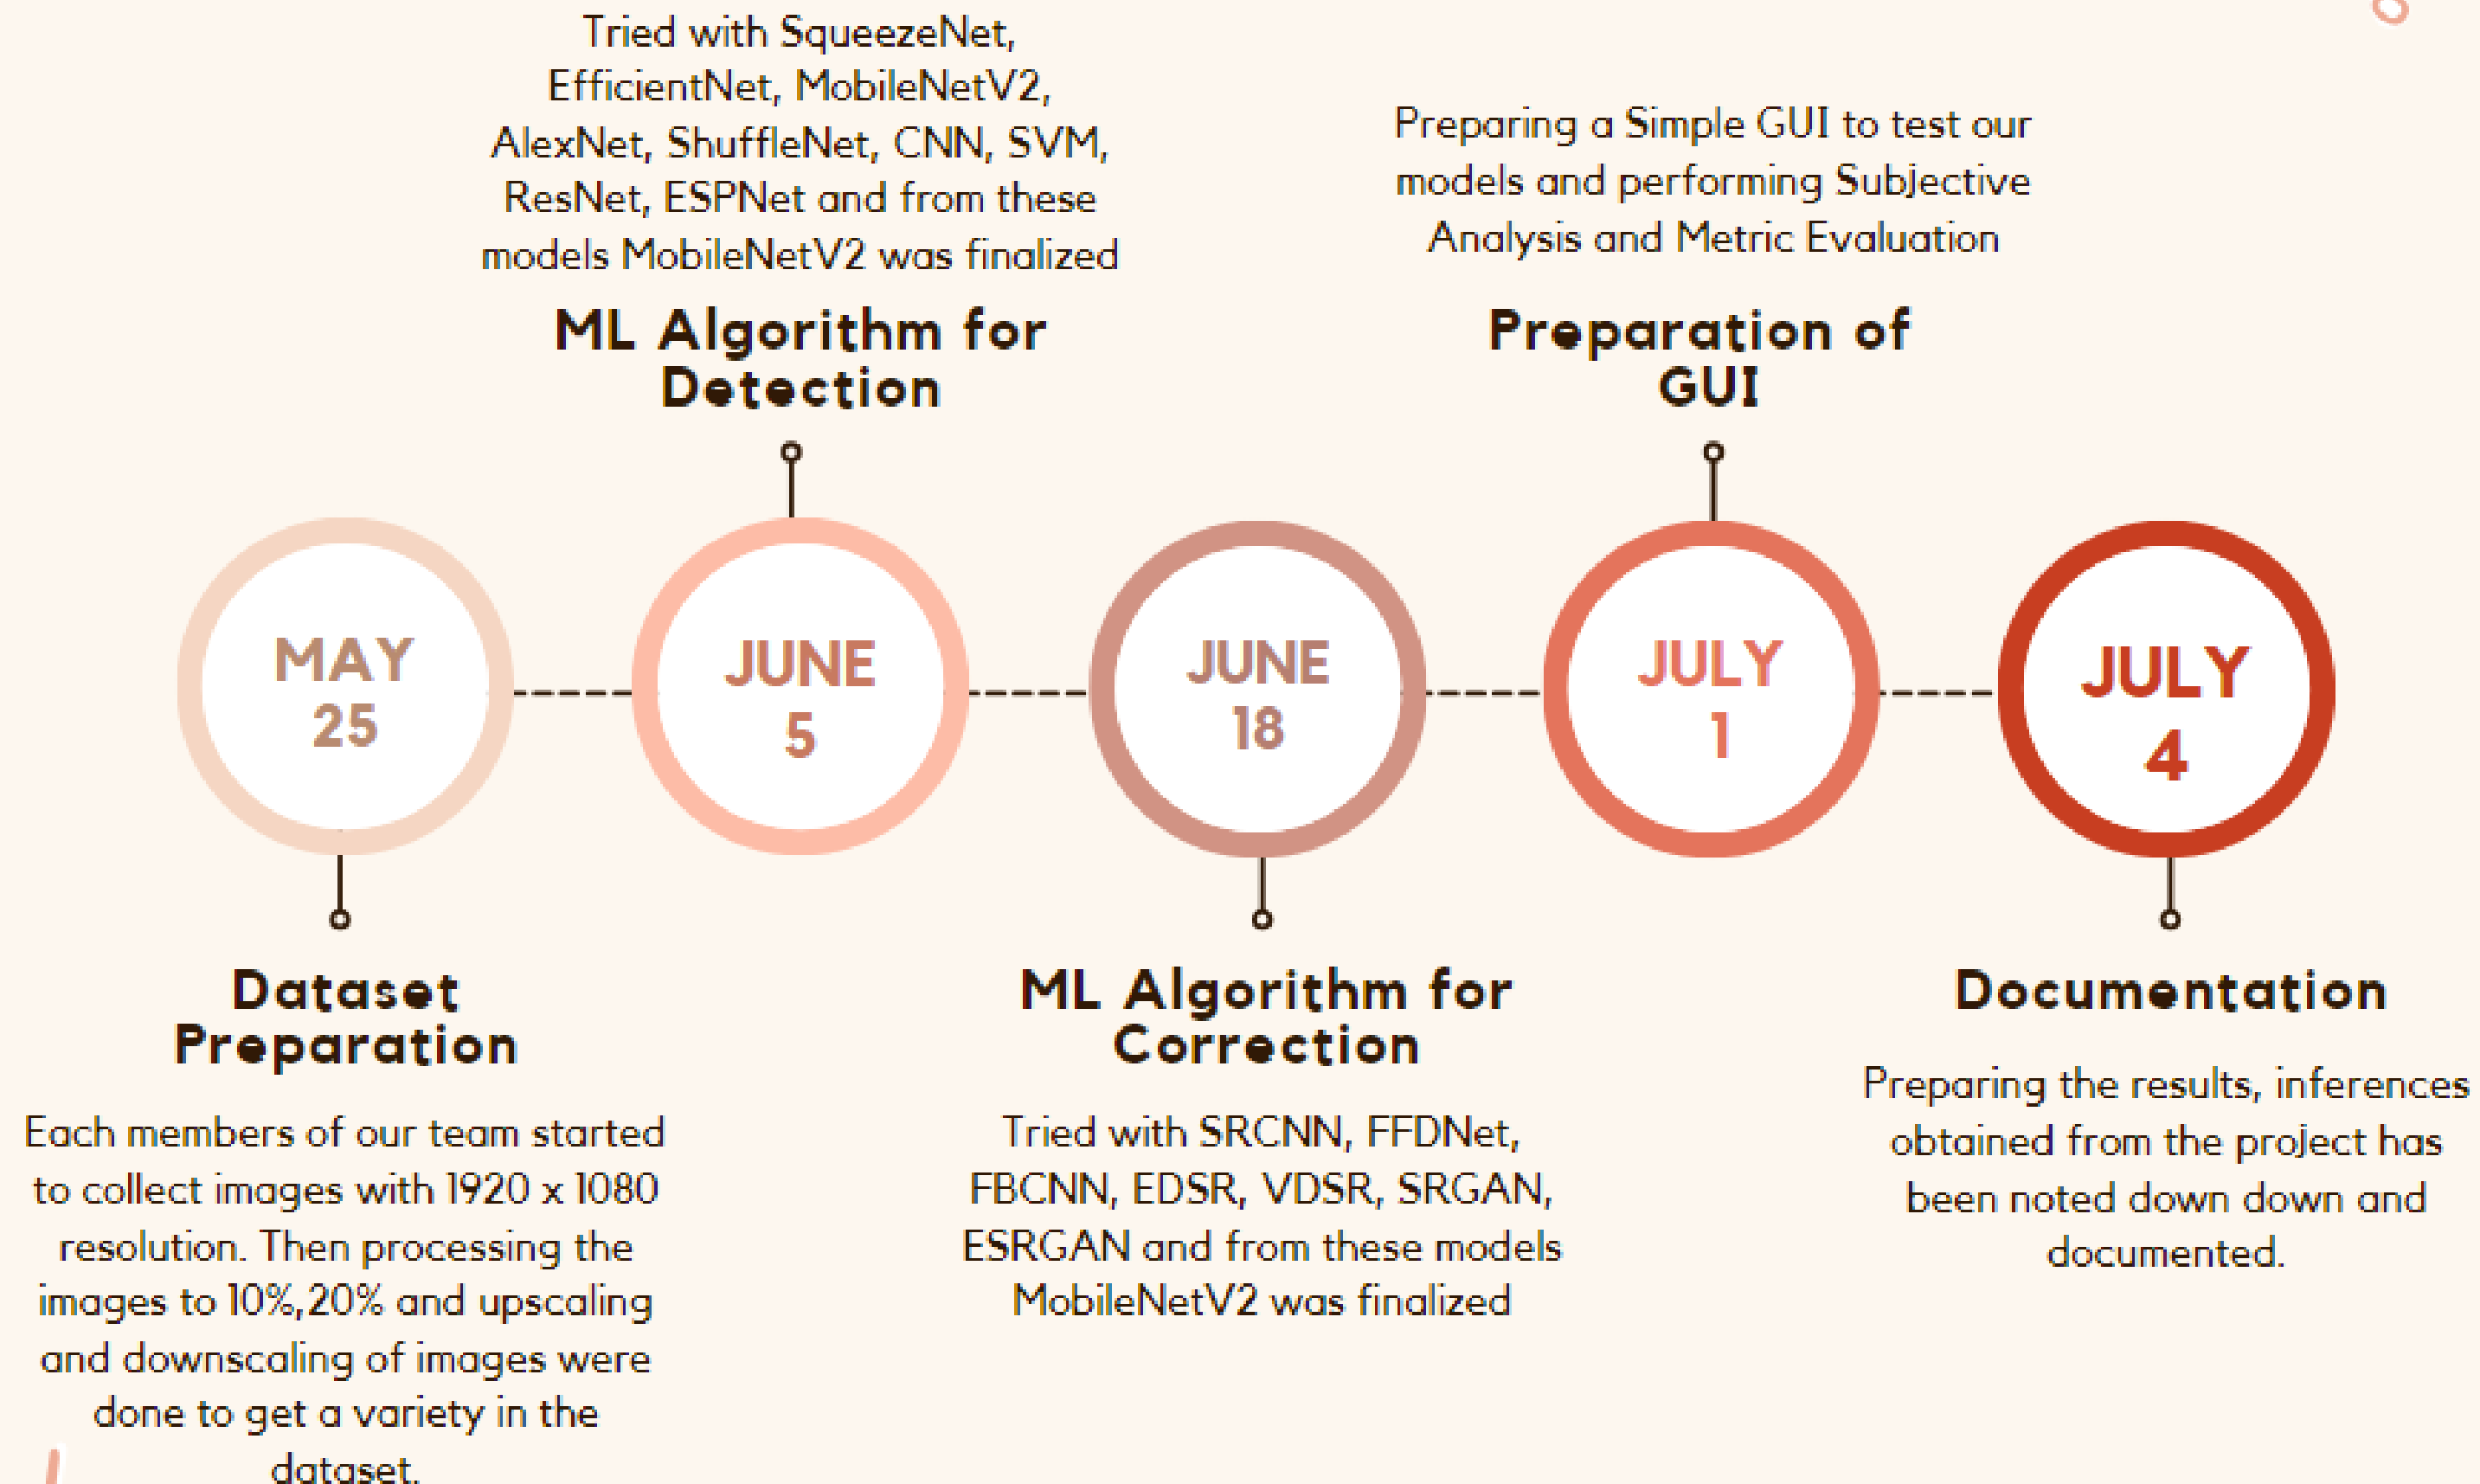 Tried with SqueezeNet,
EfficientNet, MobileNetV2,
AlexNet, ShuffleNet, CNN, SVM,
ResNet, ESPNet and from these
models MobileNetV2 was finalized
ML Algorithm for
Detection
Preparing a Simple GUI to test our
models and performing Subjective
Analysis and Metric Evaluation
Preparation of
GUI
MAY
25
JUNE
5
JUNE
18
JULY
1
JULY
4
Dataset
Preparation
Each members of our team started
to collect images with 1920 x 1080
resolution. Then processing the
images to 10%,20% and upscaling
and downscaling of images were
done to get a variety in the
dataset.
ML Algorithm for
Correction
Tried with SRCNN, FFDNet,
FBCNN, EDSR, VDSR, SRGAN,
ESRGAN and from these models
MobileNetV2 was finalized
Documentation
Preparing the results, inferences
obtained from the project has
been noted down down and
documented.